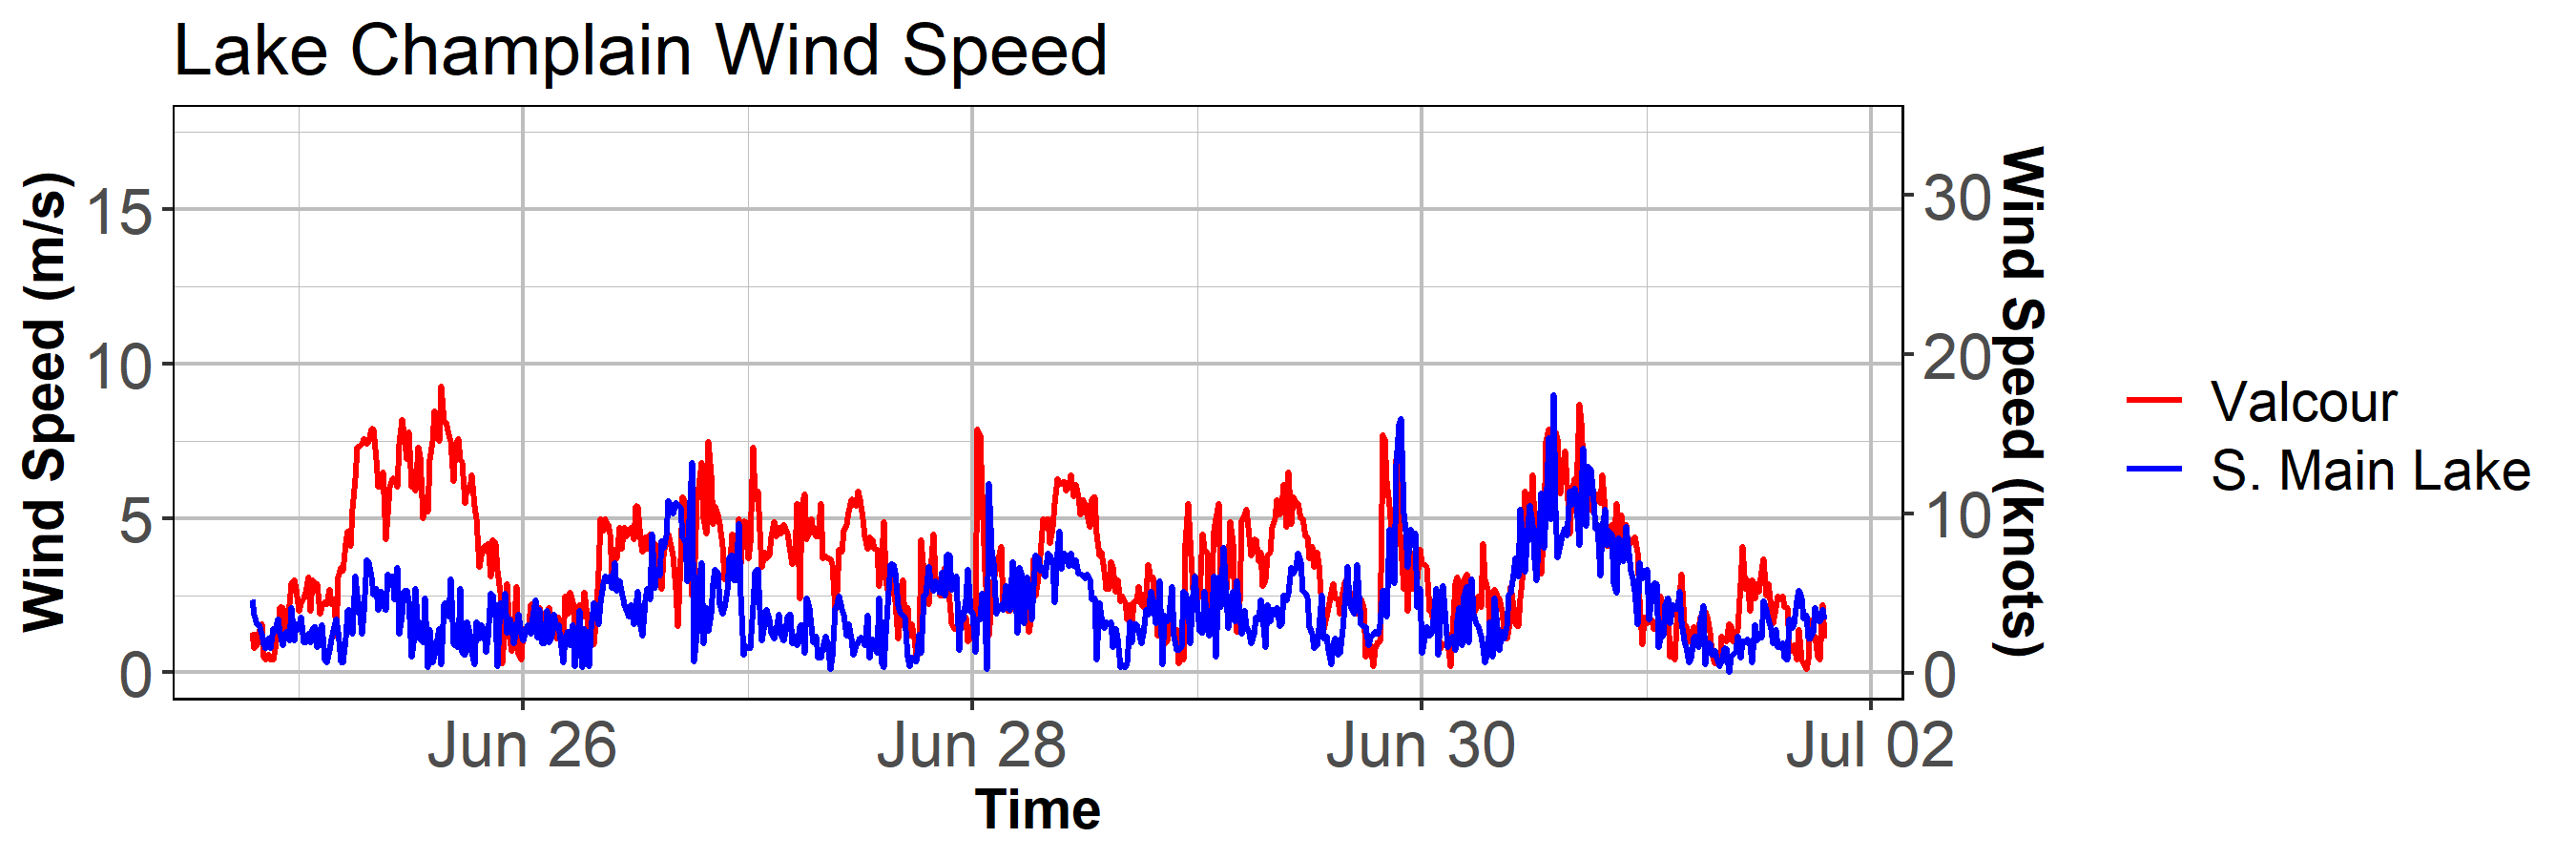 Lake Champlain Wind Speed
Wind Speed (m/s)
15
10
5
0
30
20
10
0
Wind Speed (knots)
Jun 26
Jun 28
Jun 30
Jul 02
Time
Valcour
S. Main Lake